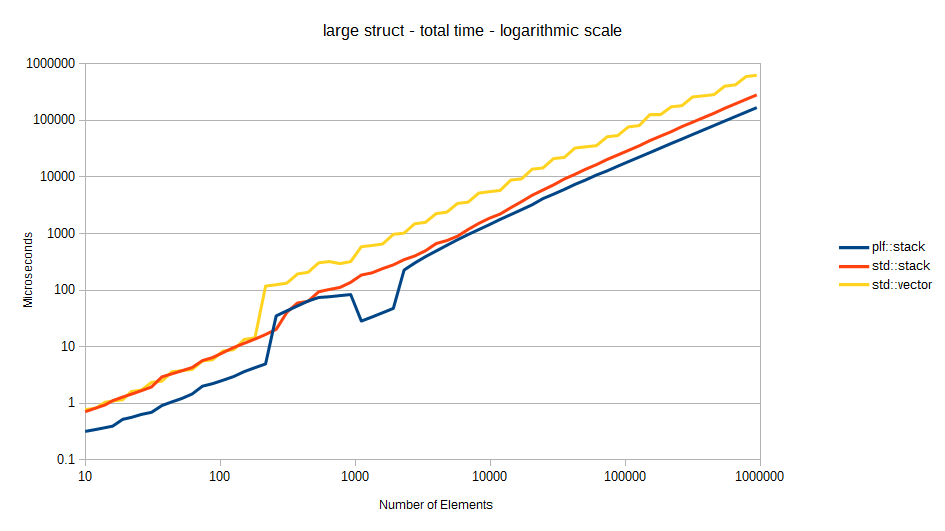 large struct - total time - logarithmic scale
1000000
100000
10000
1000
100
10
1
0.1
Microseconds
10 100 1000 10000 100000 1000000
Number of Elements
plf::stack
std::stack
std::vector